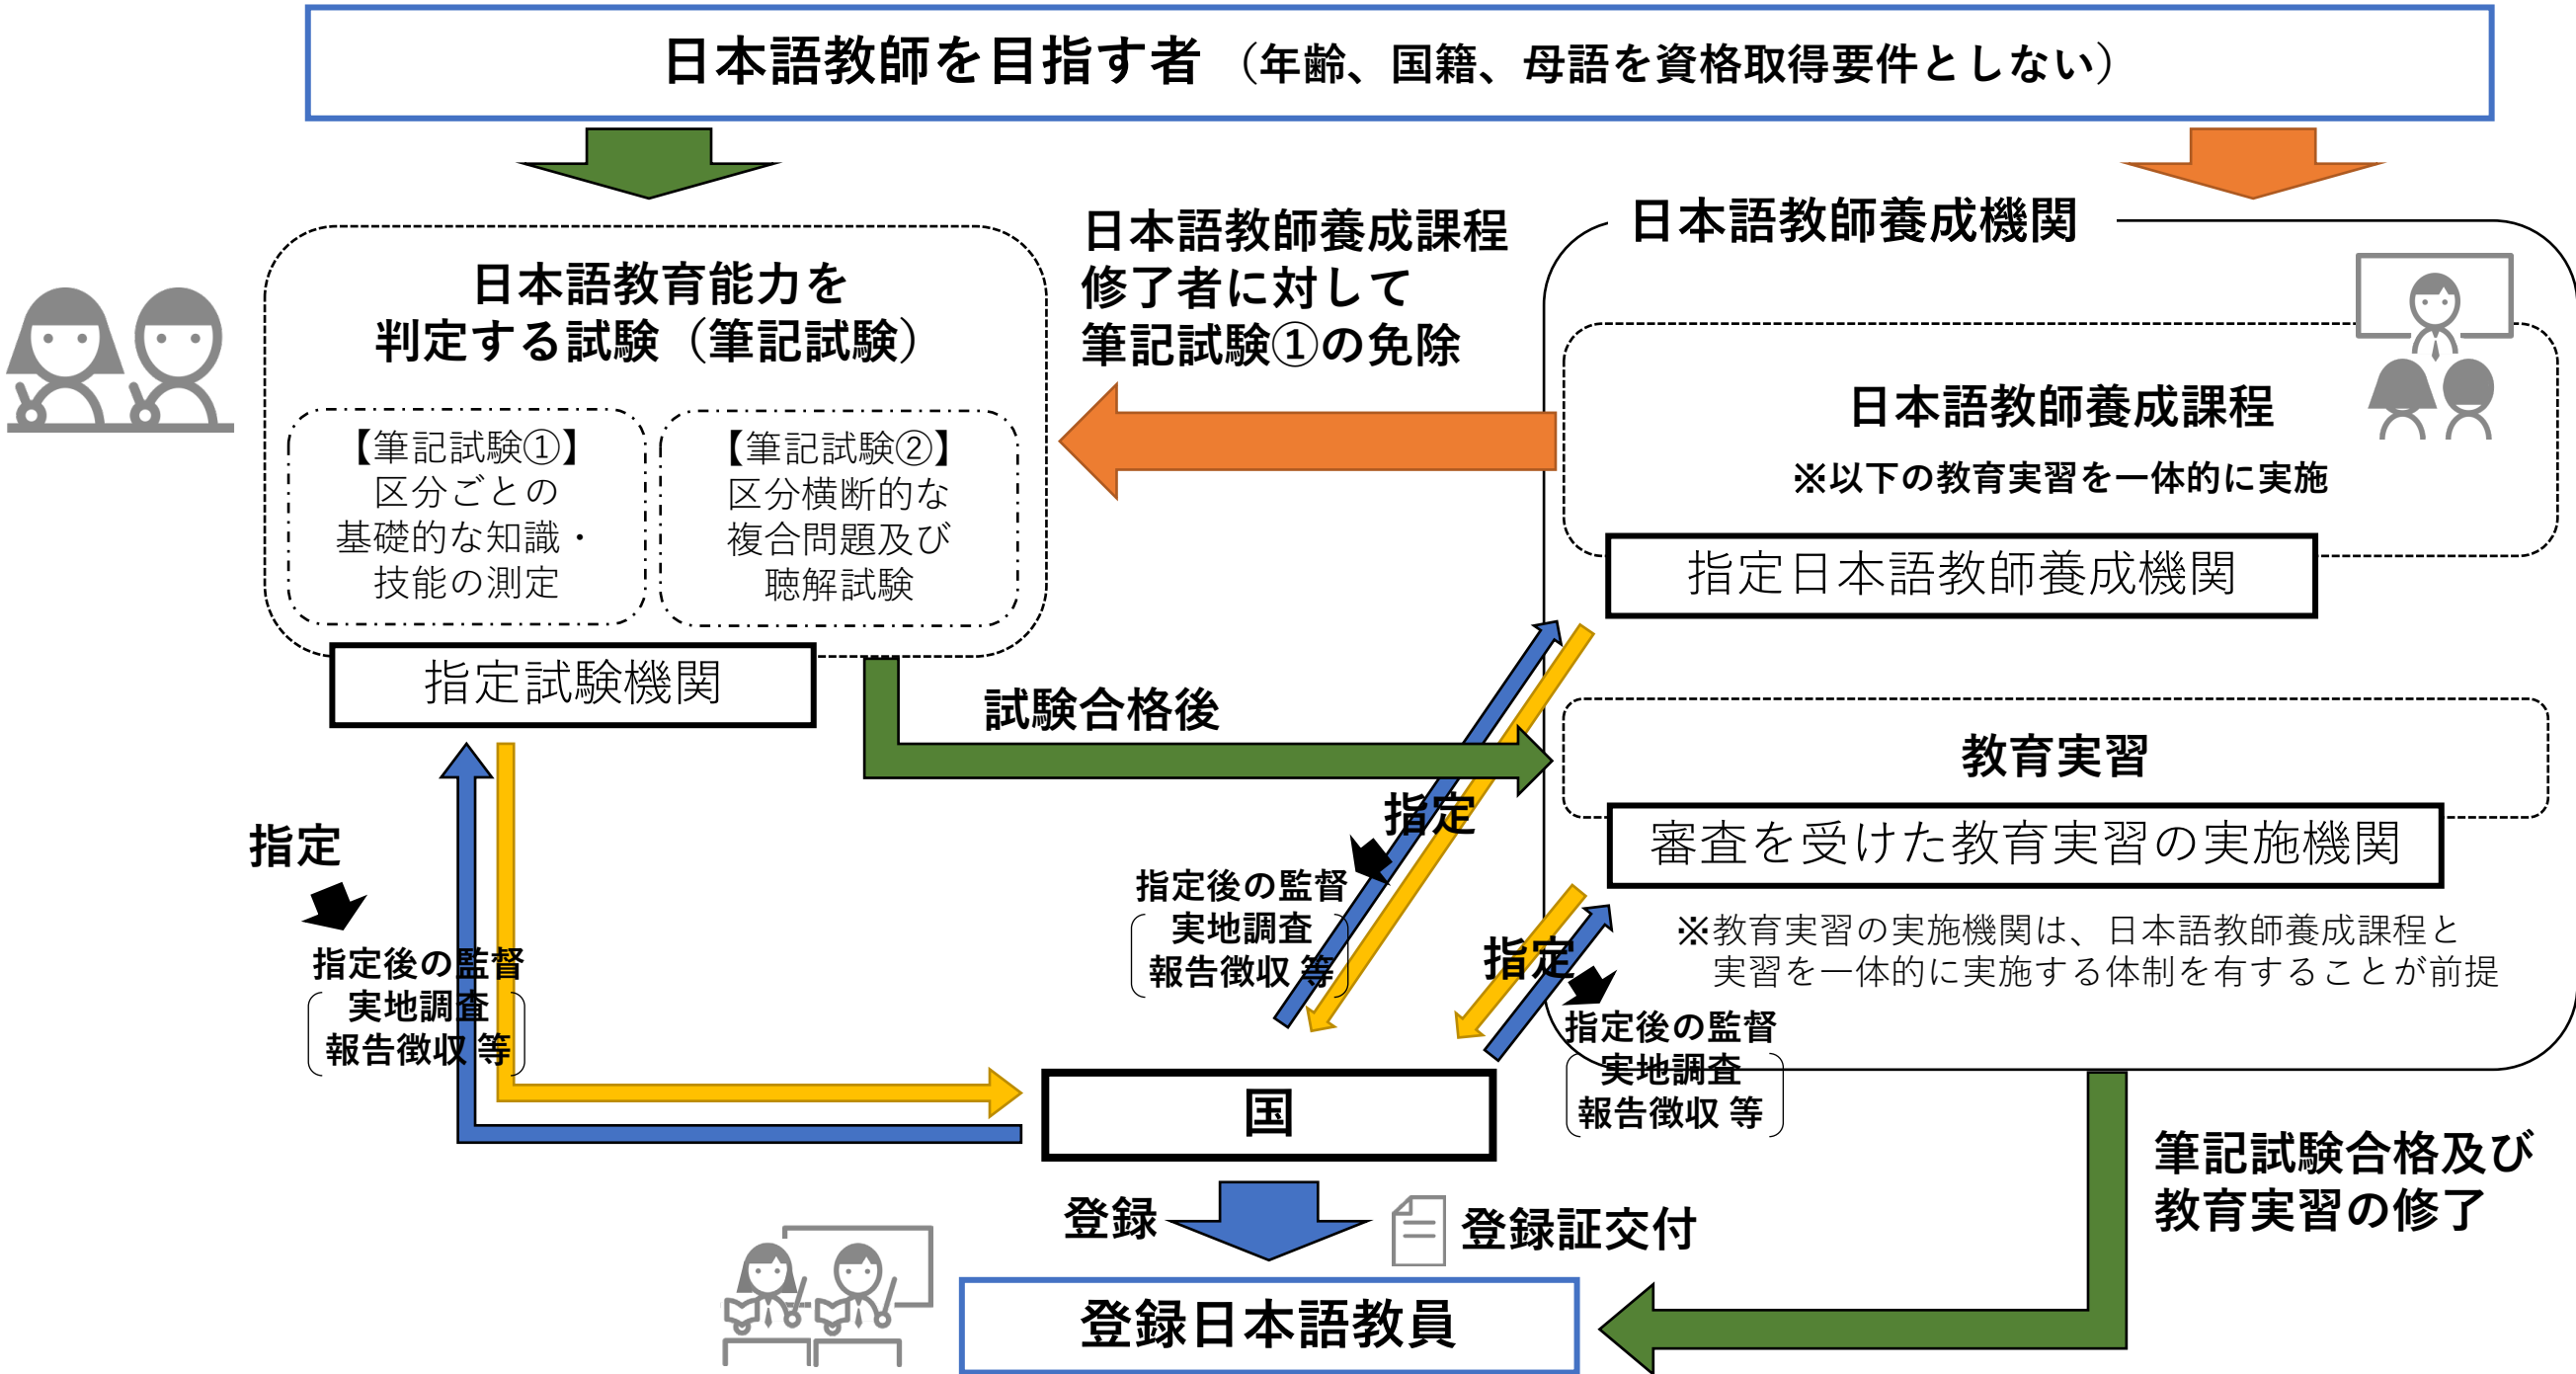 日本語教師を目指す者（年齢、国籍、母語を資格取得要件としない）
日本語教育能力を
判定する試験（筆記試験）
【筆記試験①】
区分ごとの
基礎的な知識・
技能の測定
【筆記試験②】
区分横断的な
複合問題及び
聴解試験
指定試験機関
日本語教師養成課程
修了者に対して
筆記試験①の免除
日本語教師養成機関
日本語教師養成課程
※以下の教育実習を一体的に実施
指定日本語教師養成機関
試験合格後
教育実習
審査を受けた教育実習の実施機関
※教育実習の実施機関は、日本語教師養成課程と
実習を一体的に実施する体制を有することが前提
指定
指定後の監督
実地調査
報告徴収 等
指定
指定後の監督
実地調査
報告徴収 等
指定
指定後の監督
実地調査
報告徴収 等
国
登録
登録証交付
筆記試験合格及び
教育実習の修了
登録日本語教員